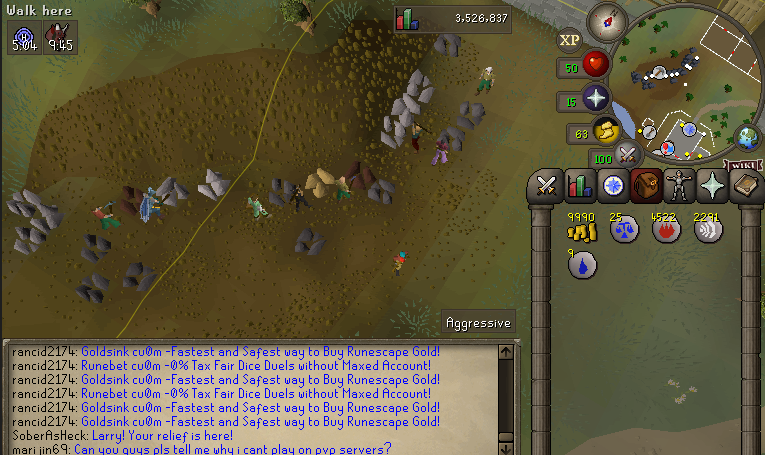 Walk here
5:04 9:45
3,526,837
XP
50
15
63
100
WIKI
9990 25 4522 2291
9
Aggressive
rancid2174: Goldsink cu0m -Fastest and Safest way to Buy Runescape Gold!
rancid2174: Runebet cu0m -0% Tax Fair Dice Duels without Maxed Account!
rancid2174: Goldsink cu0m -Fastest and Safest way to Buy Runescape Gold!
rancid2174: Runebet cu0m -0% Tax Fair Dice Duels without Maxed Account!
rancid2174: Goldsink cu0m -Fastest and Safest way to Buy Runescape Gold!
rancid2174: Goldsink cu0m -Fastest and Safest way to Buy Runescape Gold!
SoberAsHeck: Larry! Your relief is here!
marijin69: Can you guys pls tell me why i cant play on pvp servers?